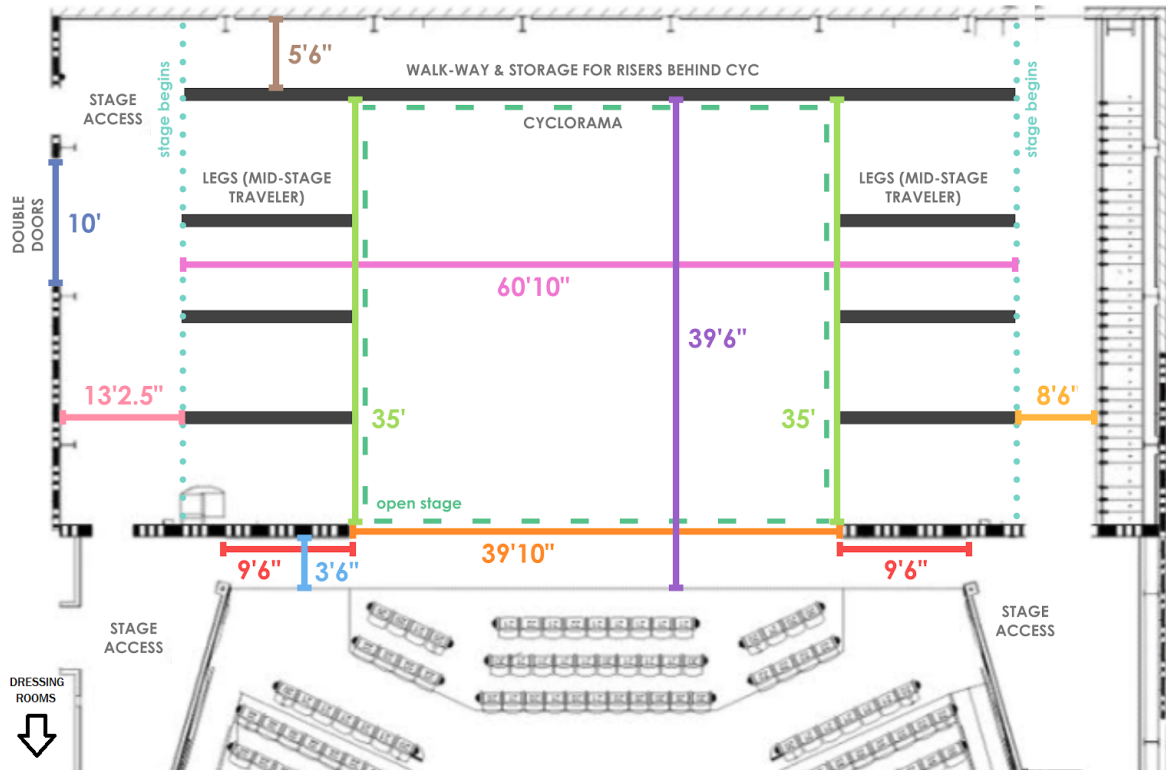 5'6"
WALK-WAY & STORAGE FOR RISERS BEHIND CYC
stage begins
stage begins
STAGE
ACCESS
CYCLORAMA
LEGS (MID-STAGE
TRAVELER)
LEGS (MID-STAGE
TRAVELER)
DOUBLE
DOORS
10'
60'10"
39'6"
13'2.5"
8'6'
35'
35'
open stage
39'10"
9'6"
3'6"
9'6"
STAGE
ACCESS
STAGE
ACCESS
DRESSING
ROOMS